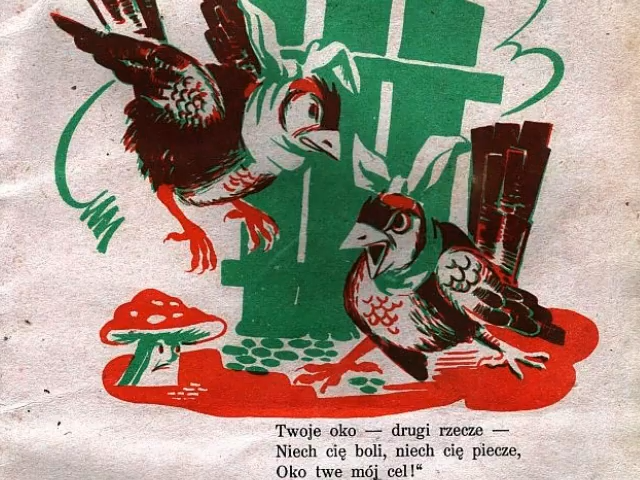 Twoje oko — drugi rzecze —
Niech cię boli, niech cię piecze,
Oko twe mój cel!“